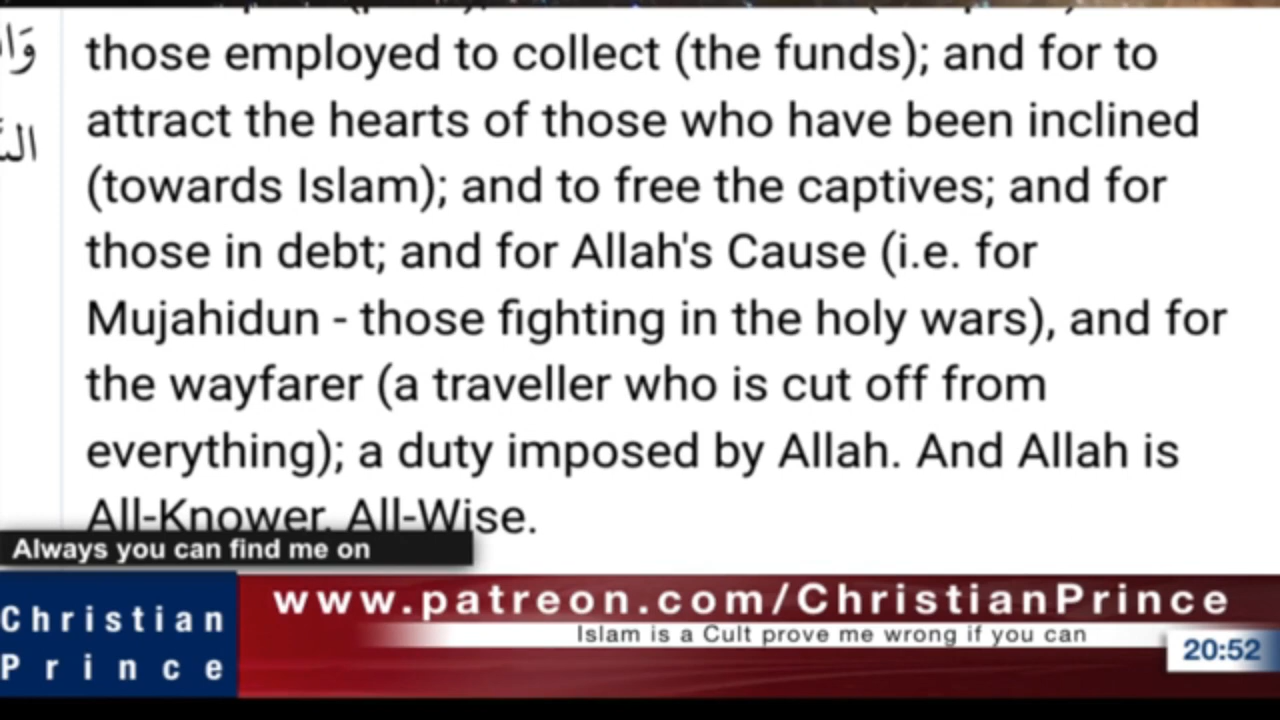 those employed to collect (the funds); and for to
attract the hearts of those who have been inclined
(towards Islam); and to free the captives; and for
those in debt; and for Allah's Cause (i.e. for
Mujahidun - those fighting in the holy wars), and for
the wayfarer (a traveller who is cut off from
everything); a duty imposed by Allah. And Allah is
All-Knower, All-Wise.
Always you can find me on
www.patreon.com/ChristianPrince
Christian
Prince
Islam is a Cult prove me wrong if you can
20:52